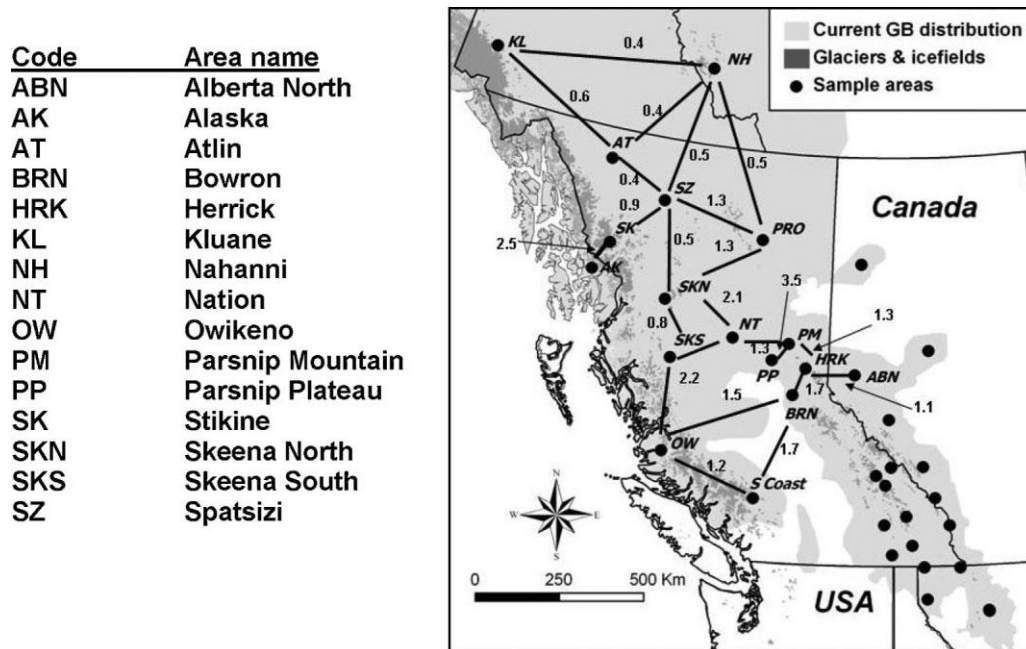 Code Area name
ABN Alberta North
AK Alaska
AT Atlin
BRN Bowron
HRK Herrick
KL Kluane
NH Nahanni
NT Nation
OW Owikeno
PM Parsnip Mountain
PP Parsnip Plateau
SK Stikine
SKN Skeena North
SKS Skeena South
SZ Spatsizi
Current GB distribution
Glaciers & icefields
Sample areas
KL
0.4
NH
0.6
0.4
AT
0.5
0.5
0.4
SZ
0.9
1.3
SK
PRO
Canada
2.5
0.5
1.3
AK
3.5
SKN
2.1
1.3
0.8
NT
PM
SKS
1.3
HRK
PP
ABN
2.2
1.5
1.7
1.1
BRN
OW
1.7
1.2
S Coast
N
W E
S
0 250 500 Km
USA